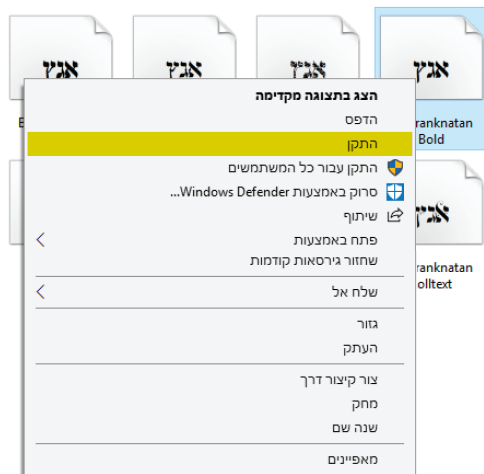 אגץ
אגץ
אגץ
אגץ
ranknatan
Bold
הצג בתצוגה מקדימה
הדפס
התקן
התקן עבור כל המשתמשים
סרוק באמצעות Windows Defender...
שיתוף
פתח באמצעות
שחזור גירסאות קודמות
שלח אל
גזור
העתק
צור קיצור דרך
מחק
שנה שם
מאפיינים
אגץ
ranknatan
olltext